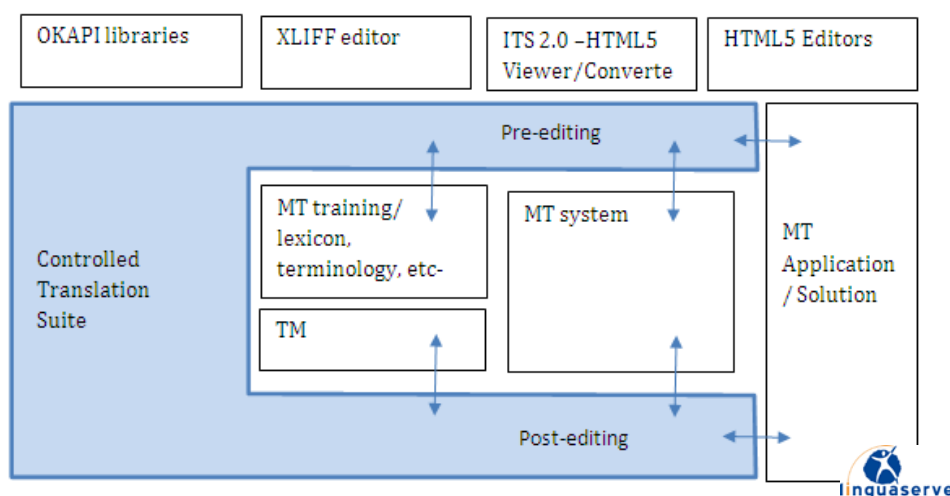 OKAPI libraries
XLIFF editor
ITS 2.0 –HTML5
Viewer/Converte
HTML5 Editors
Pre-editing
MT training/
lexicon,
terminology, etc-
MT system
MT
Application
/ Solution
Controlled
Translation
Suite
TM
Post-editing
linguaserve